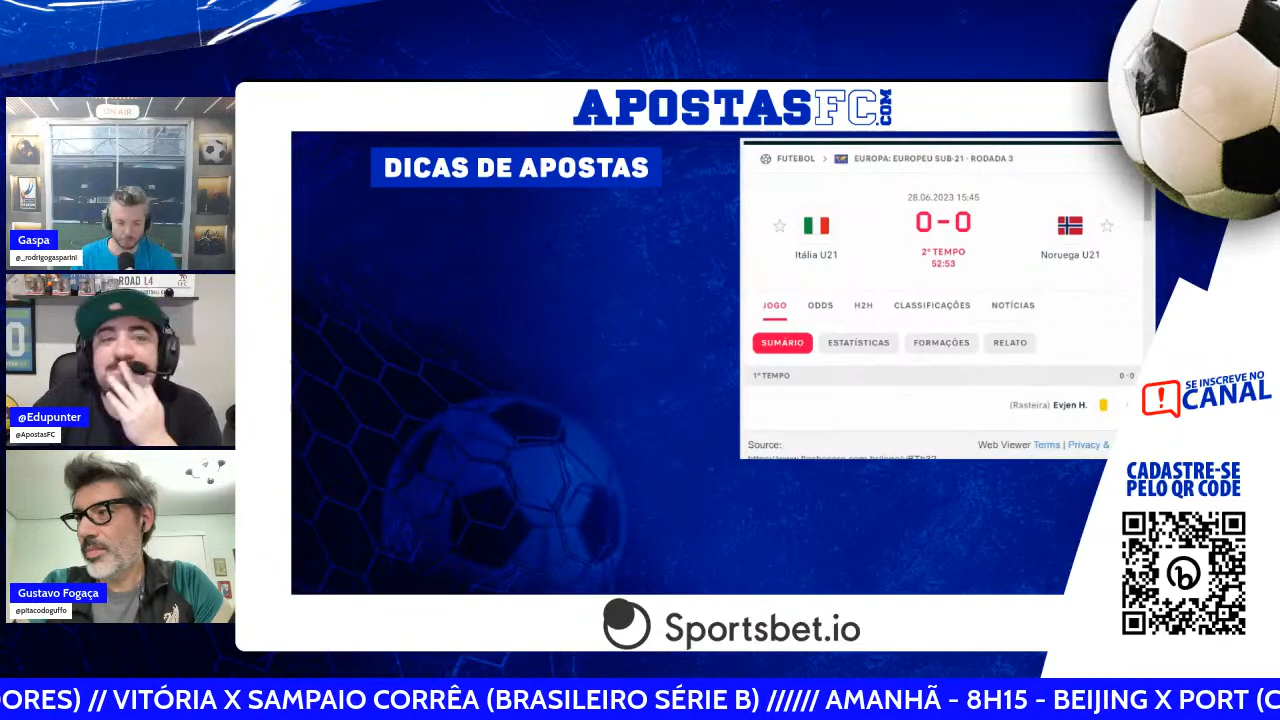 ON AIR
Gaspa
@_rodrigogasparini
ROAD L4
@Edupunter
@ApostasFC
Gustavo Fogaça
@pitacodoguffo
APOSTASFC.COM
DICAS DE APOSTAS
FUTEBOL > EUROPA: EUROPEU SUB-21 - RODADA 3
28.06.2023 15:45
0-0
2º TEMPO
52:53
Itália U21
Noruega U21
JOGO ODDS H2H CLASSIFICAÇÕES NOTÍCIAS
SUMÁRIO ESTATÍSTICAS FORMAÇÕES RELATO
1º TEMPO 0-0
(Rasteira) Evjen H.
Source: Web Viewer Terms | Privacy &
SE INSCREVE NO
CANAL
CADASTRE-SE
PELO QR CODE
Sportsbet.io
DORES) // VITÓRIA X SAMPAIO CORRÊA (BRASILEIRO SÉRIE B) ////// AMANHÃ - 8H15 - BEIJING X PORT (C